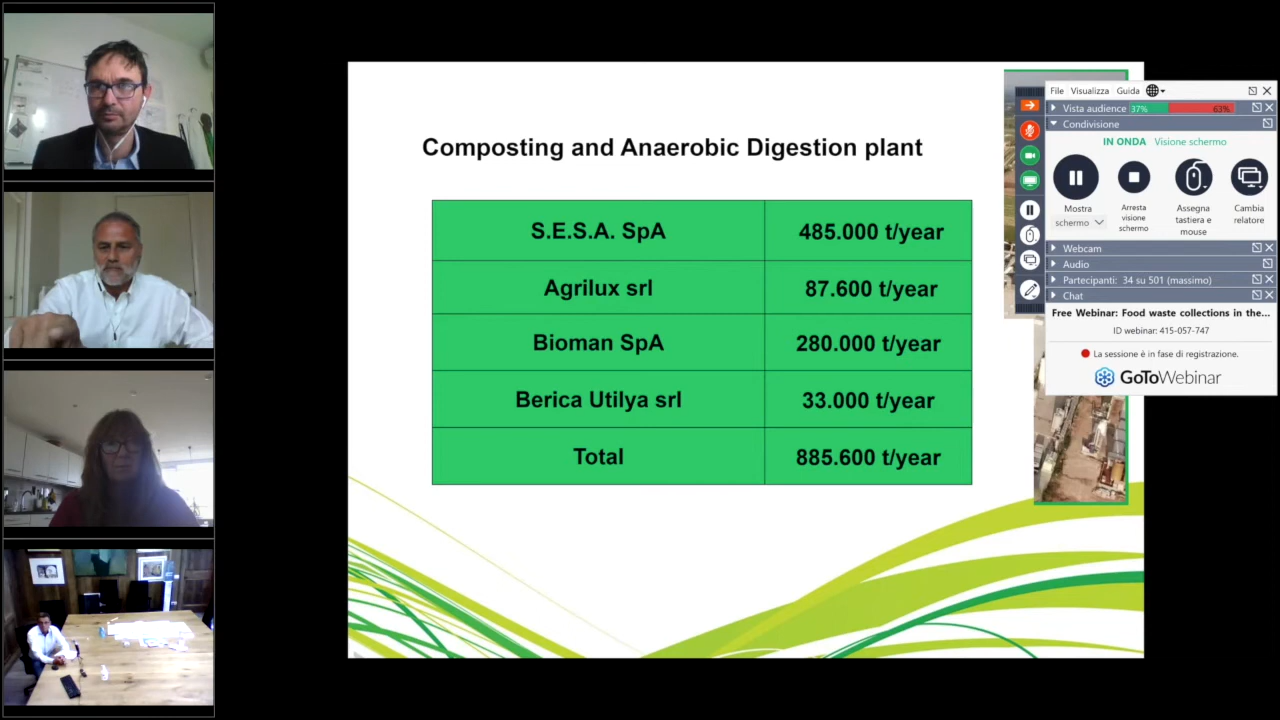 Composting and Anaerobic Digestion plant
S.E.S.A. SpA 485.000 t/year
Agrilux srl 87.600 t/year
Bioman SpA 280.000 t/year
Berica Utilya srl 33.000 t/year
Total 885.600 t/year
File Visualizza Guida
Vista audience 37% 63%
Condivisione
IN ONDA Visione schermo
Mostra
schermo
Arresta
visione
schermo
Assegna
tastiera e
mouse
Cambia
relatore
Webcam
Audio
Partecipanti: 34 su 501 (massimo)
Chat
Free Webinar: Food waste collections in the...
ID webinar: 415-057-747
La sessione è in fase di registrazione.
GoToWebinar